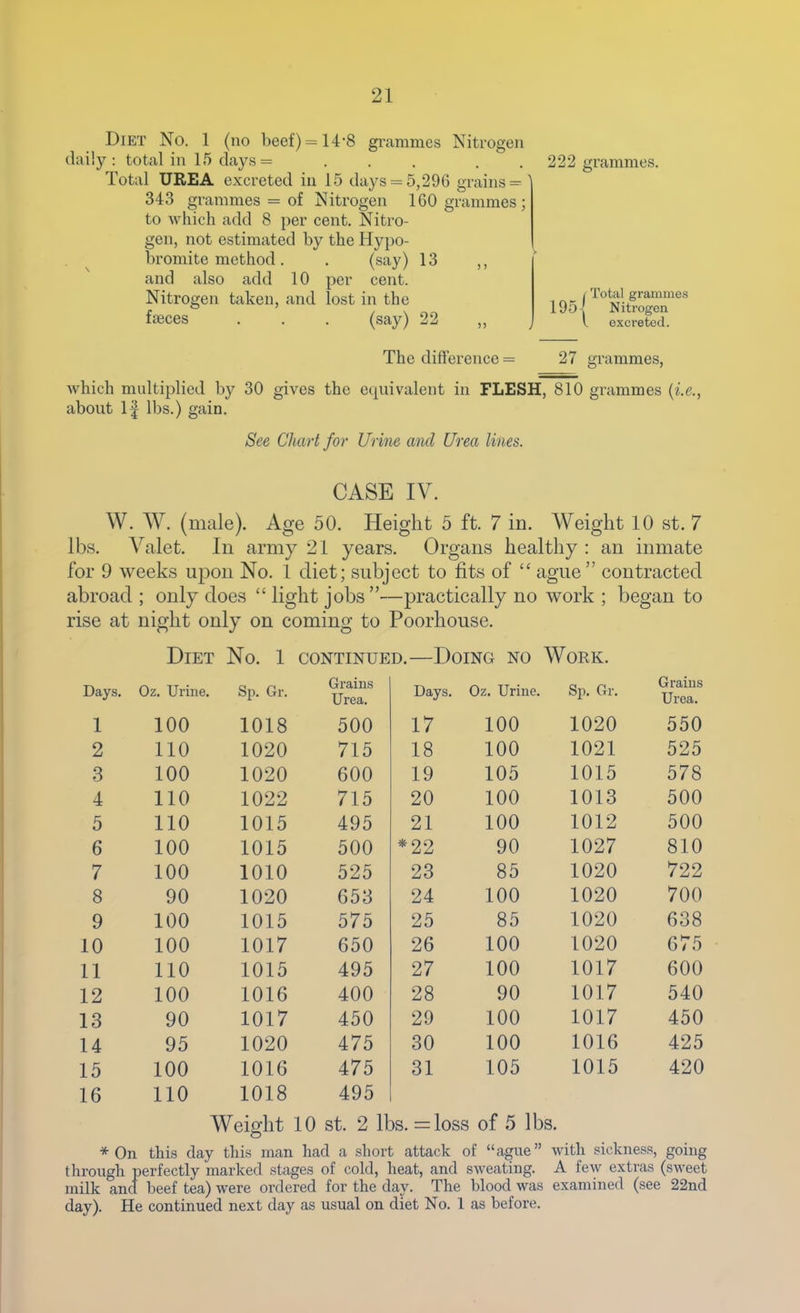 21
Diet No. 1 (no beef) = 14·8 grammes Nitrogen
daily : total in 15 days = . . . . . 222 grammes.
Total UREA excreted in 15 days = 5,296 grains =
343 grammes = of Nitrogen 160 grammes ;
to which add 8 per cent. Nitro-
gen, not estimated by the Hypo-
bromite method . . (say) 13 ,,
and also add 10 per cent.
Nitrogen taken, and lost in the
fæces . . . (say) 22 ,,
195 { Total grammes
Nitrogen
excreted.
The difference = 27 grammes,
which multiplied by 30 gives the equivalent in FLESH, 810 grammes (i.e.,
about 1¾ lbs.) gain.
See Chart for Urine and Urea lines.
CASE IV.
W. W. (male). Age 50. Height 5 ft. 7 in. Weight 10 st. 7
lbs. Valet. In army 21 years. Organs healthy : an inmate
for 9 weeks upon No. 1 diet; subject to fits of “ ague ” contracted
abroad ; only does “ light jobs ”—practically no work ; began to
rise at night only on coming to Poorhouse.
Diet No. 1 continued.—Doing no Work.
Days. Oz. Urine. Sp. Gr. Grains Urea. Days. Oz. Urine. Sp. Gr. Grains Urea.
1 100 1018 500 17 100 1020 550
2 110 1020 715 18 100 1021 525
3 100 1020 600 19 105 1015 578
4 110 1022 715 20 100 1013 500
5 110 1015 495 21 100 1012 500
6 100 1015 500 *22 90 1027 810
7 100 1010 525 23 85 1020 722
8 90 1020 653 24 100 1020 700
9 100 1015 575 25 85 1020 638
10 100 1017 650 26 100 1020 675
11 110 1015 495 27 100 1017 600
12 100 1016 400 28 90 1017 540
13 90 1017 450 29 100 1017 450
14 95 1020 475 30 100 1016 425
15 100 1016 475 31 105 1015 420
16 110 1018 495
Weight 10 st. 2 lbs. = loss of 5 lbs.
* On this day this man had a short attack of “ague” with sickness, going
through perfectly marked stages of cold, heat, and sweating. A few extras (sweet
milk and beef tea) were ordered for the day. The blood was examined (see 22nd
day). He continued next day as usual on diet No. 1 as before.